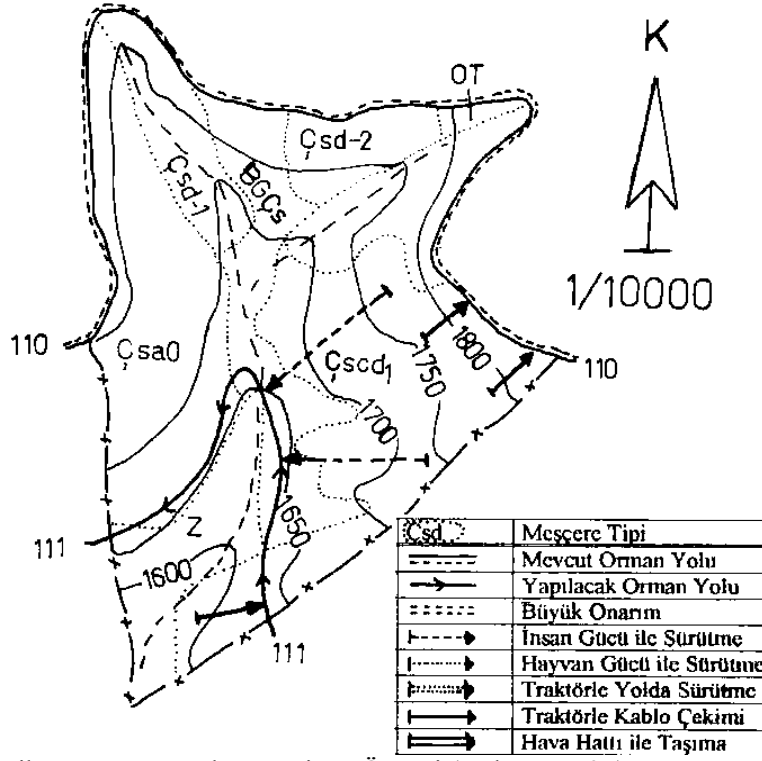 K
OT
Çsd-2
Çsd-1
BGÇs
1/10000
110
Çsa0
Çscd1
1750
1800
110
1700
1650
Z
111
1600
111
Çsd Meşçere Tipi
Mevcut Orman Yolu
Yapılacak Orman Yolu
Büyük Onarım
İnsan Gücü ile Sürütme
Hayvan Gücü ile Sürütme
Traktörle Yolda Sürütme
Traktörle Kablo Çekimi
Hava Hattı ile Taşıma